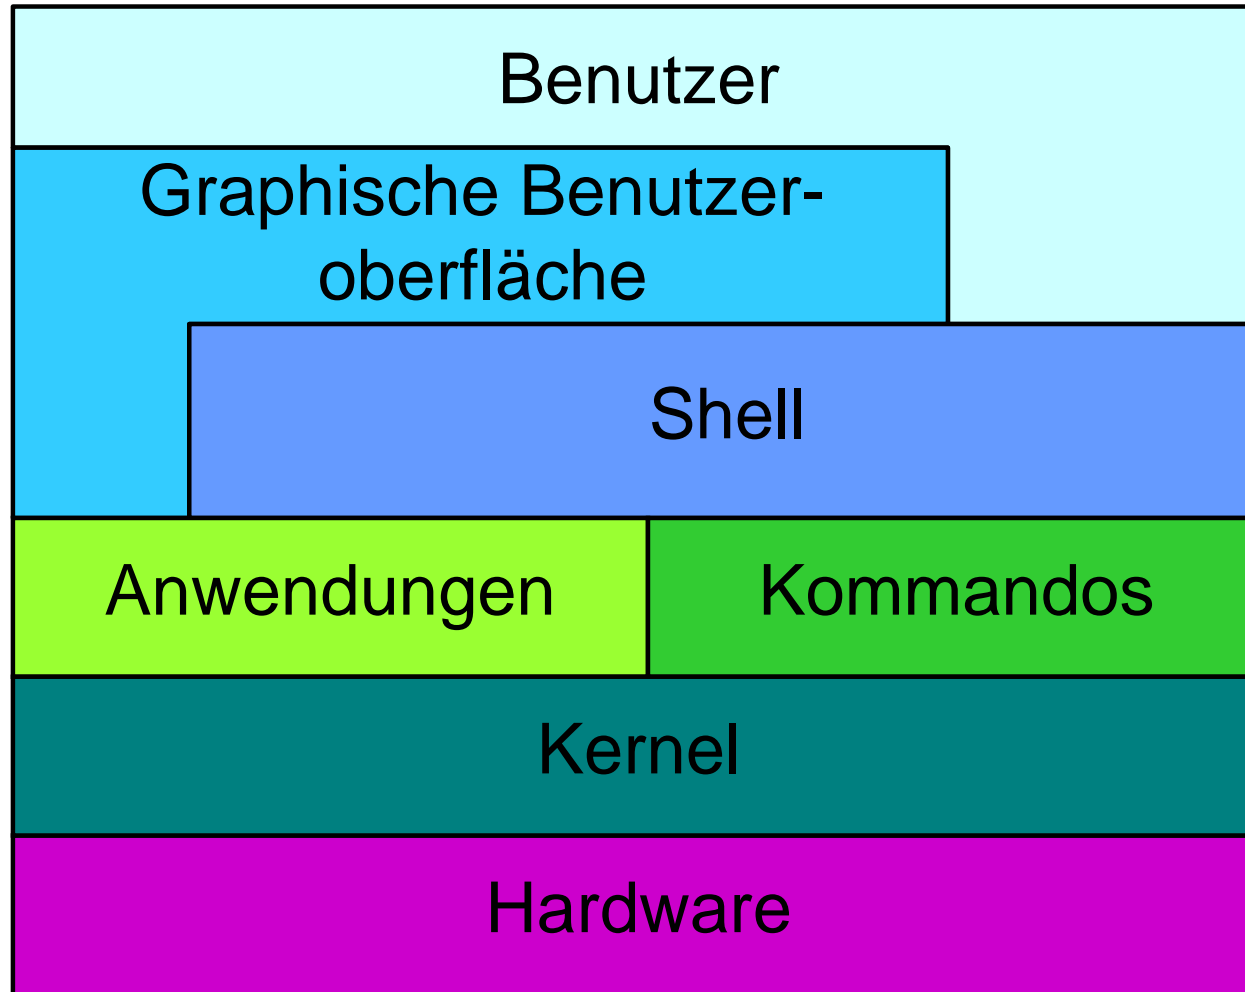 Benutzer
Graphische Benutzer-
oberfläche
Shell
Anwendungen
Kommandos
Kernel
Hardware